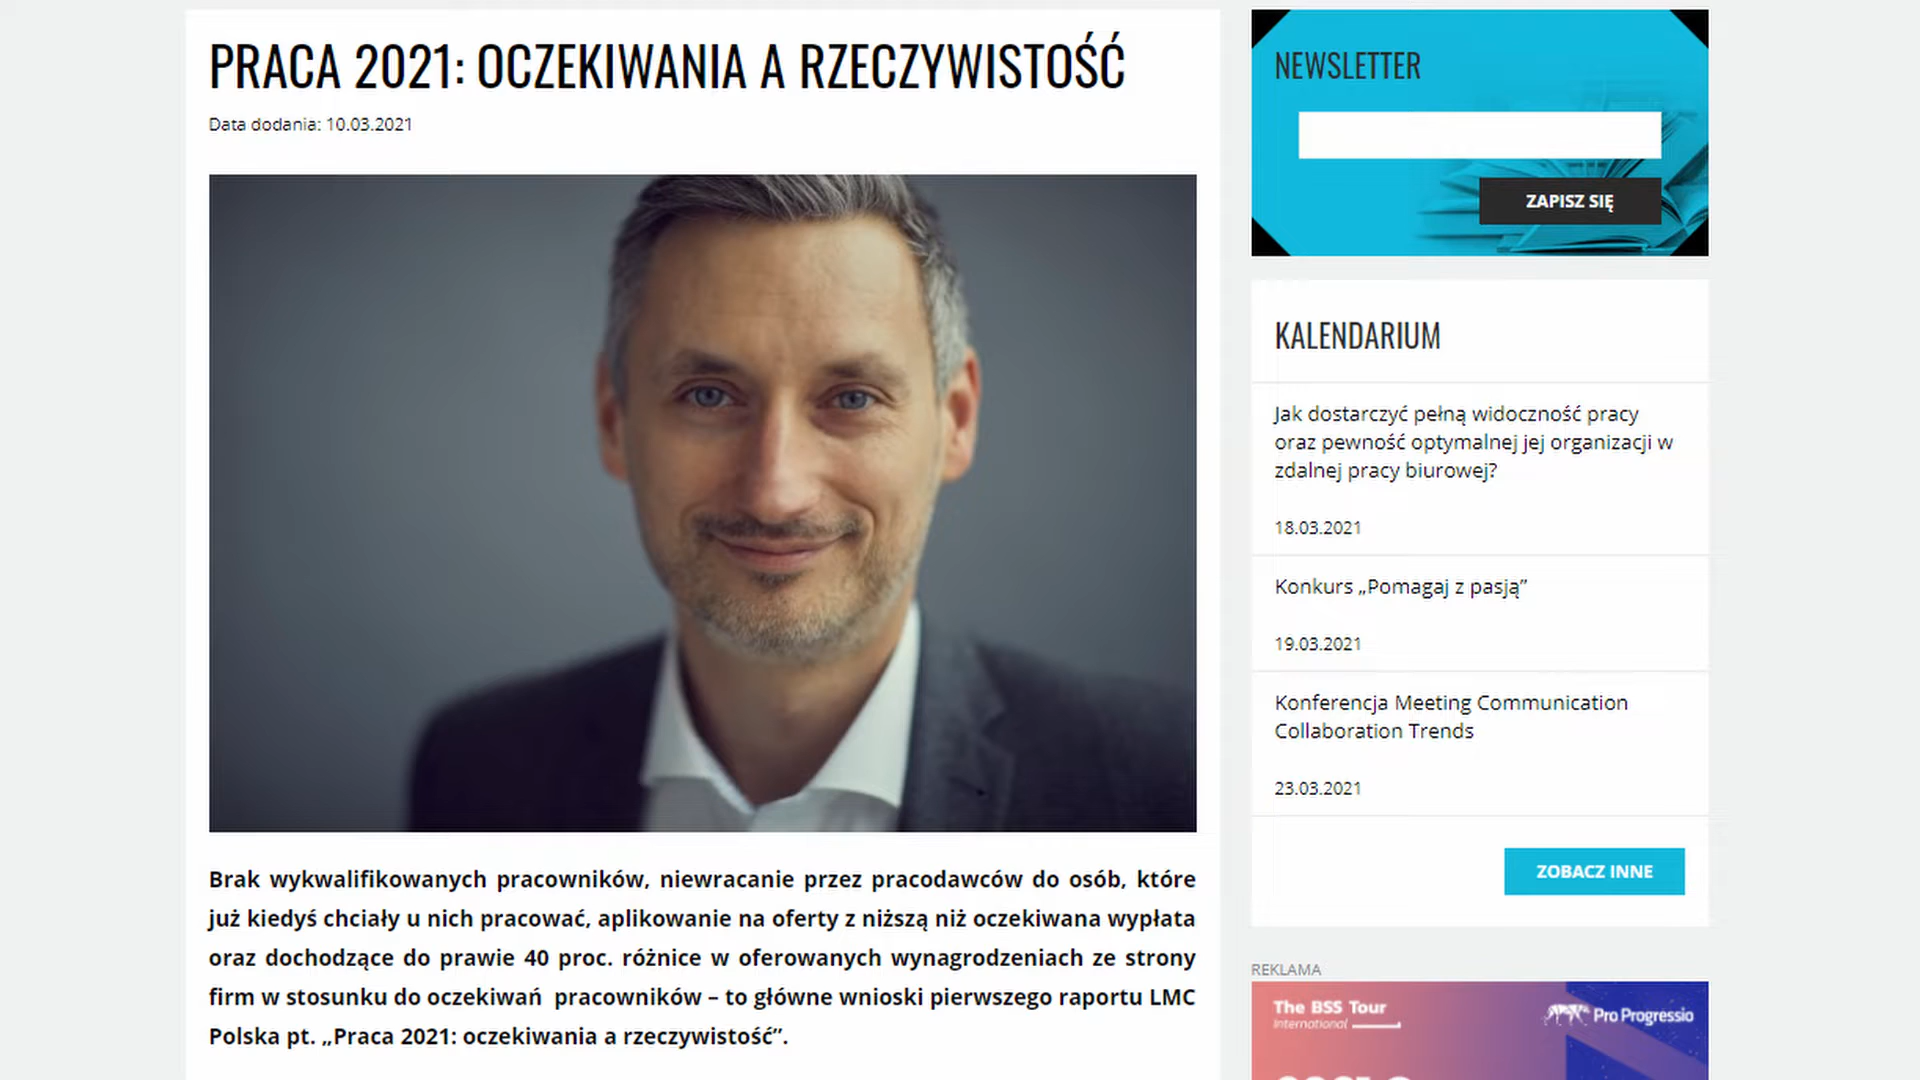 PRACA 2021: OCZEKIWANIA A RZECZYWISTOŚĆ
Data dodania: 10.03.2021
Brak wykwalifikowanych pracowników, niewracanie przez pracodawców do osób, które
już kiedyś chciały u nich pracować, aplikowanie na oferty z niższą niż oczekiwana wypłata
oraz dochodzące do prawie 40 proc. różnice w oferowanych wynagrodzeniach ze strony
firm w stosunku do oczekiwań pracowników – to główne wnioski pierwszego raportu LMC
Polska pt. „Praca 2021: oczekiwania a rzeczywistość”.
NEWSLETTER
ZAPISZ SIĘ
KALENDARIUM
Jak dostarczyć pełną widoczność pracy
oraz pewność optymalnej jej organizacji w
zdalnej pracy biurowej?
18.03.2021
Konkurs „Pomagaj z pasją”
19.03.2021
Konferencja Meeting Communication
Collaboration Trends
23.03.2021
ZOBACZ INNE
REKLAMA
The BSS Tour
International
Pro Progressio